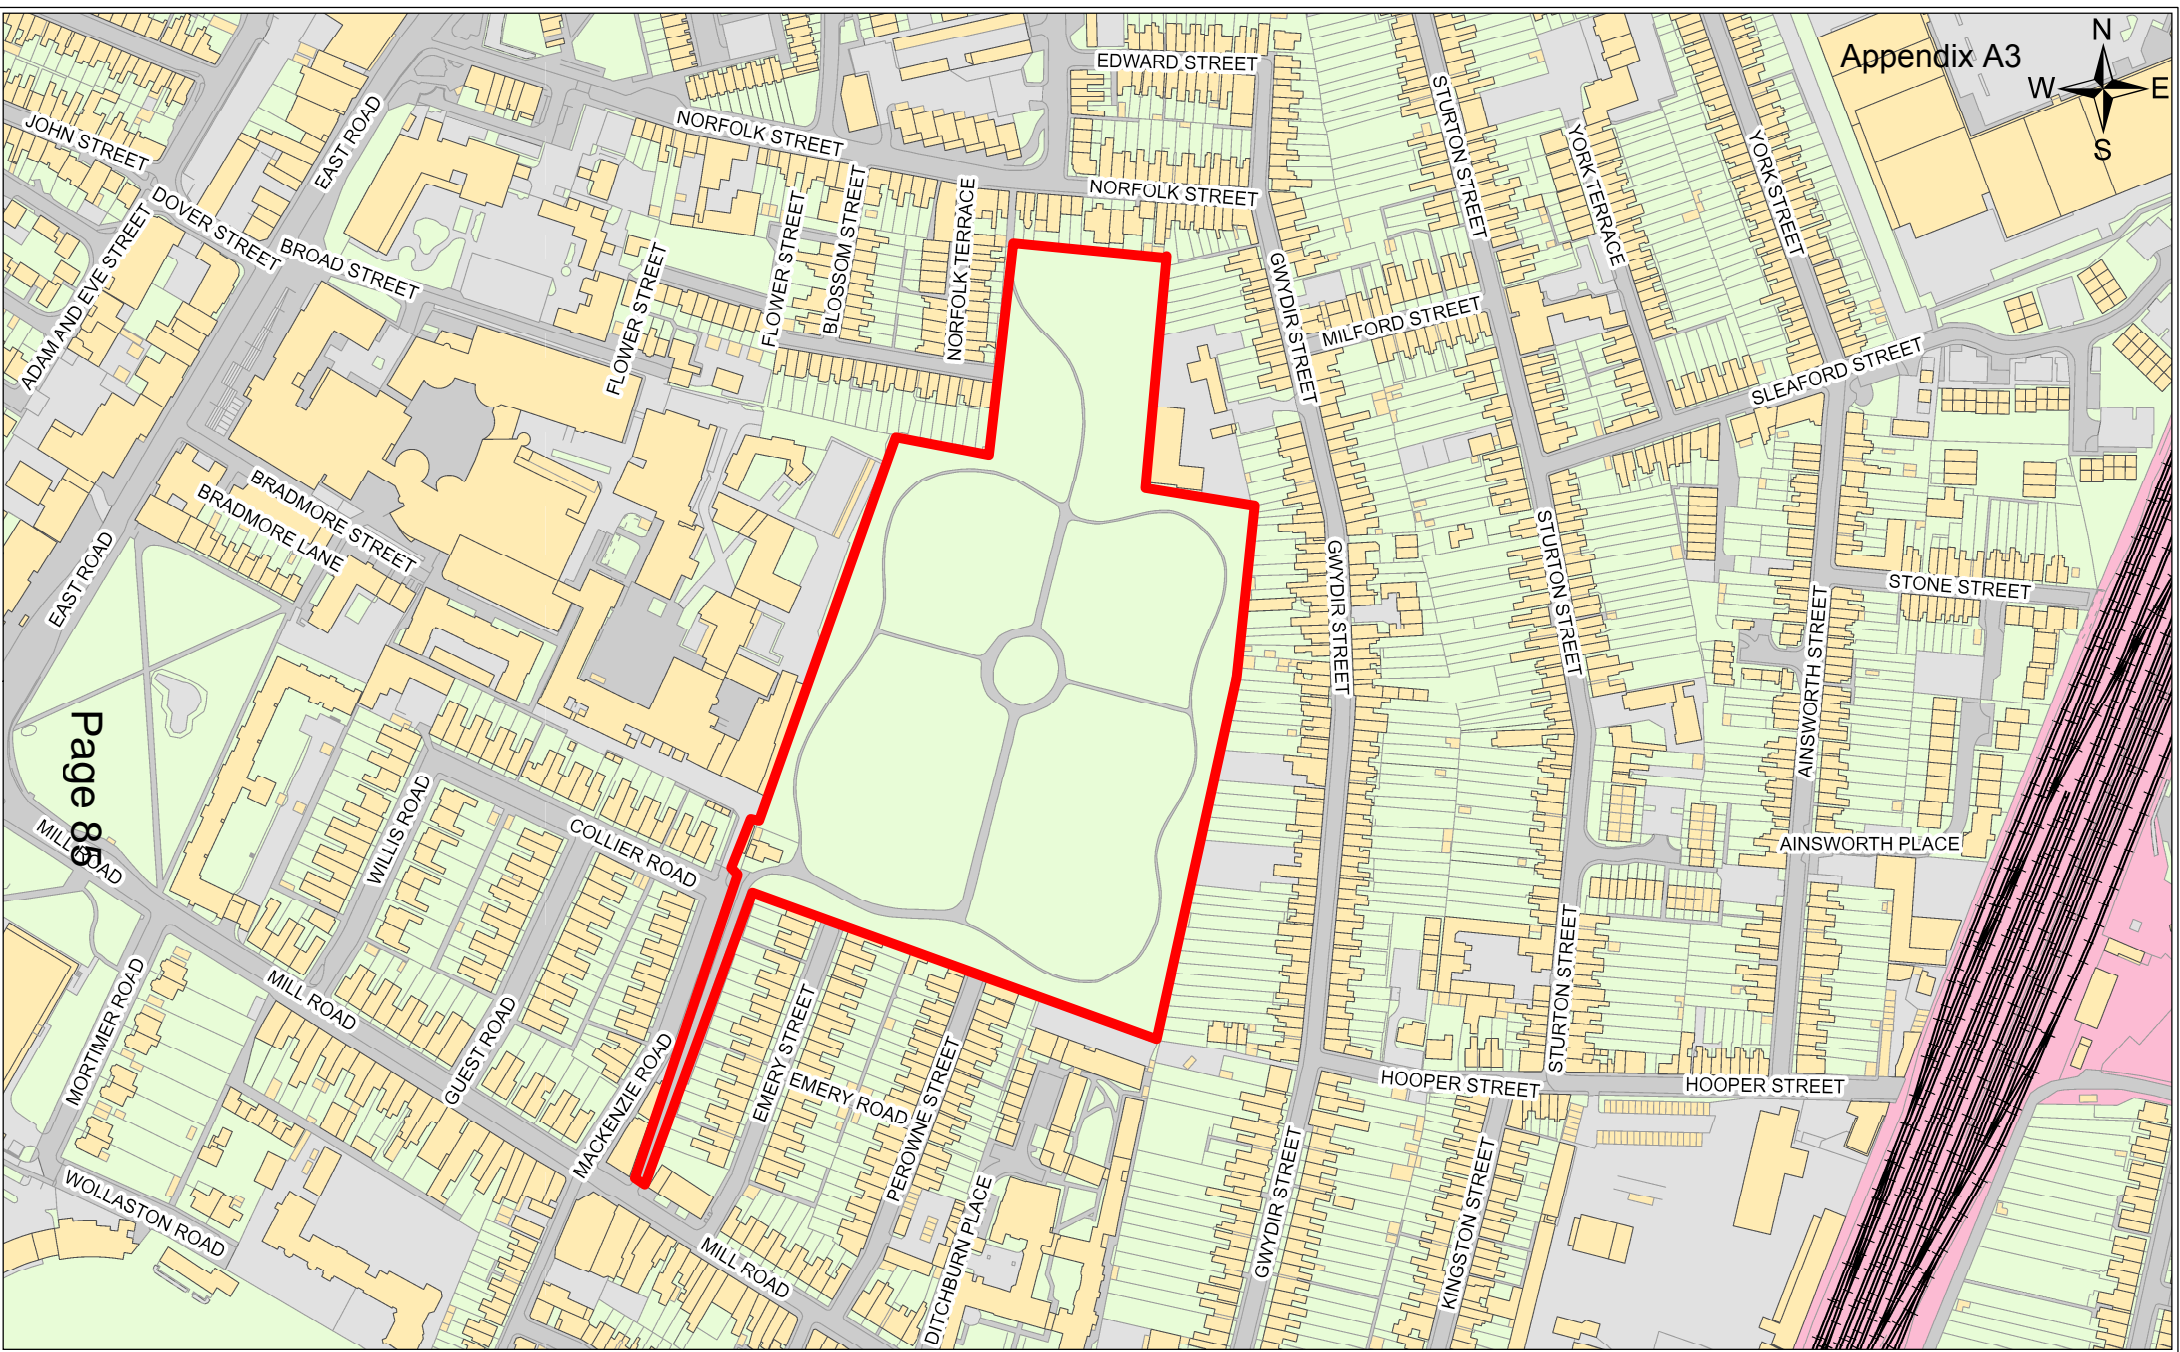 Appendix A3
N
W
E
S
EDWARD STREET
STURTON STREET
YORK TERRACE
YORK STREET
JOHN STREET
EAST ROAD
NORFOLK STREET
NORFOLK STREET
DOVER STREET
BROAD STREET
ADAM AND EVE STREET
FLOWER STREET
FLOWER STREET
BLOSSOM STREET
NORFOLK TERRACE
GWYDIR STREET
MILFORD STREET
SLEAFORD STREET
BRADMORE STREET
BRADMORE LANE
EAST ROAD
GWYDIR STREET
STURTON STREET
STONE STREET
AINSWORTH STREET
AINSWORTH PLACE
Page 85
MILL ROAD
WILLIS ROAD
COLLIER ROAD
MORTIMER ROAD
MILL ROAD
GUEST ROAD
MACKENZIE ROAD
EMERY STREET
EMERY ROAD
PEROWNE STREET
STURTON STREET
HOOPER STREET
HOOPER STREET
WOLLASTON ROAD
MILL ROAD
DITCHBURN PLACE
GWYDIR STREET
KINGSTON STREET